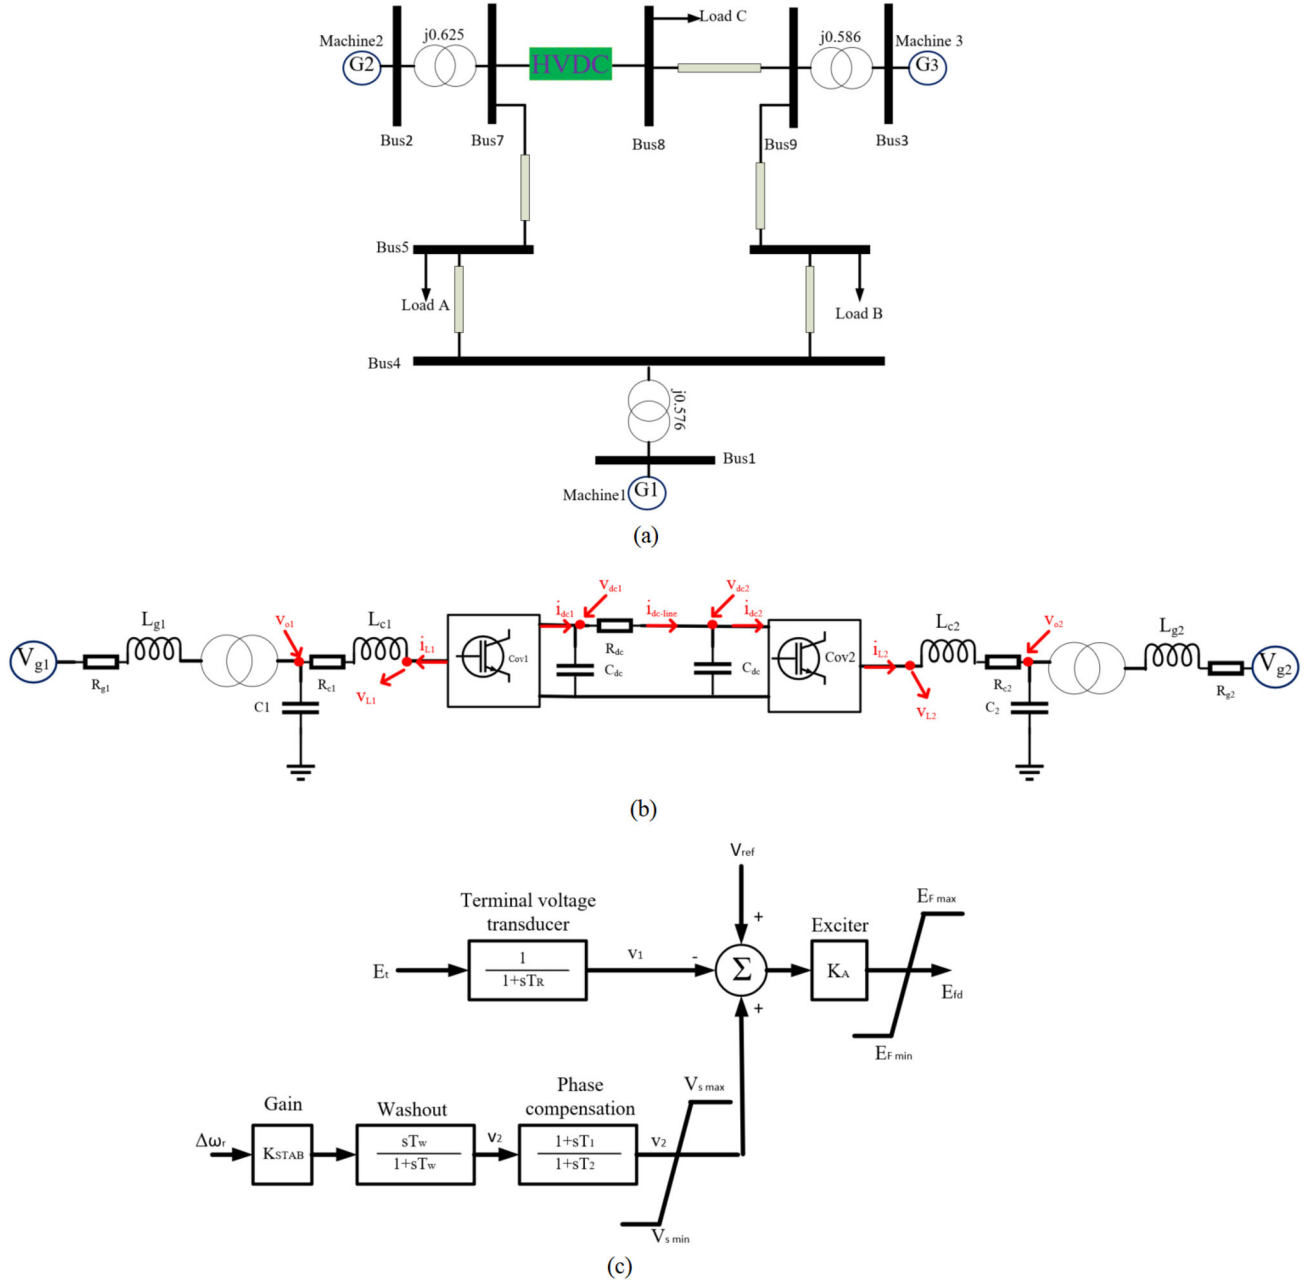 Load C
j0.625
j0.586
Machine2
Machine 3
G2
HVDC
G3
Bus2
Bus7
Bus8
Bus9
Bus3
Bus5
Load A
Load B
Bus4
j0.576
Bus1
Machine1
G1
(a)
Vg1
Rg1
Lg1
vo1
C1
Rc1
Lc1
vL1
iL1
Cov1
idc1
vdc1
Rdc
Cdc
idc-line
vdc2
Cdc
idc2
Cov2
iL2
vL2
Lc2
Rc2
vo2
C2
Lg2
Rg2
Vg2
(b)
Vref
Terminal voltage
transducer
Exciter
EF max
+
Et
1
1+sTR
v1
-
Σ
KA
Efd
+
EF min
Gain
Washout
Phase
compensation
Vs max
Δωr
KSTAB
sTw
1+sTw
v2
1+sT1
1+sT2
v2
Vs min
(c)